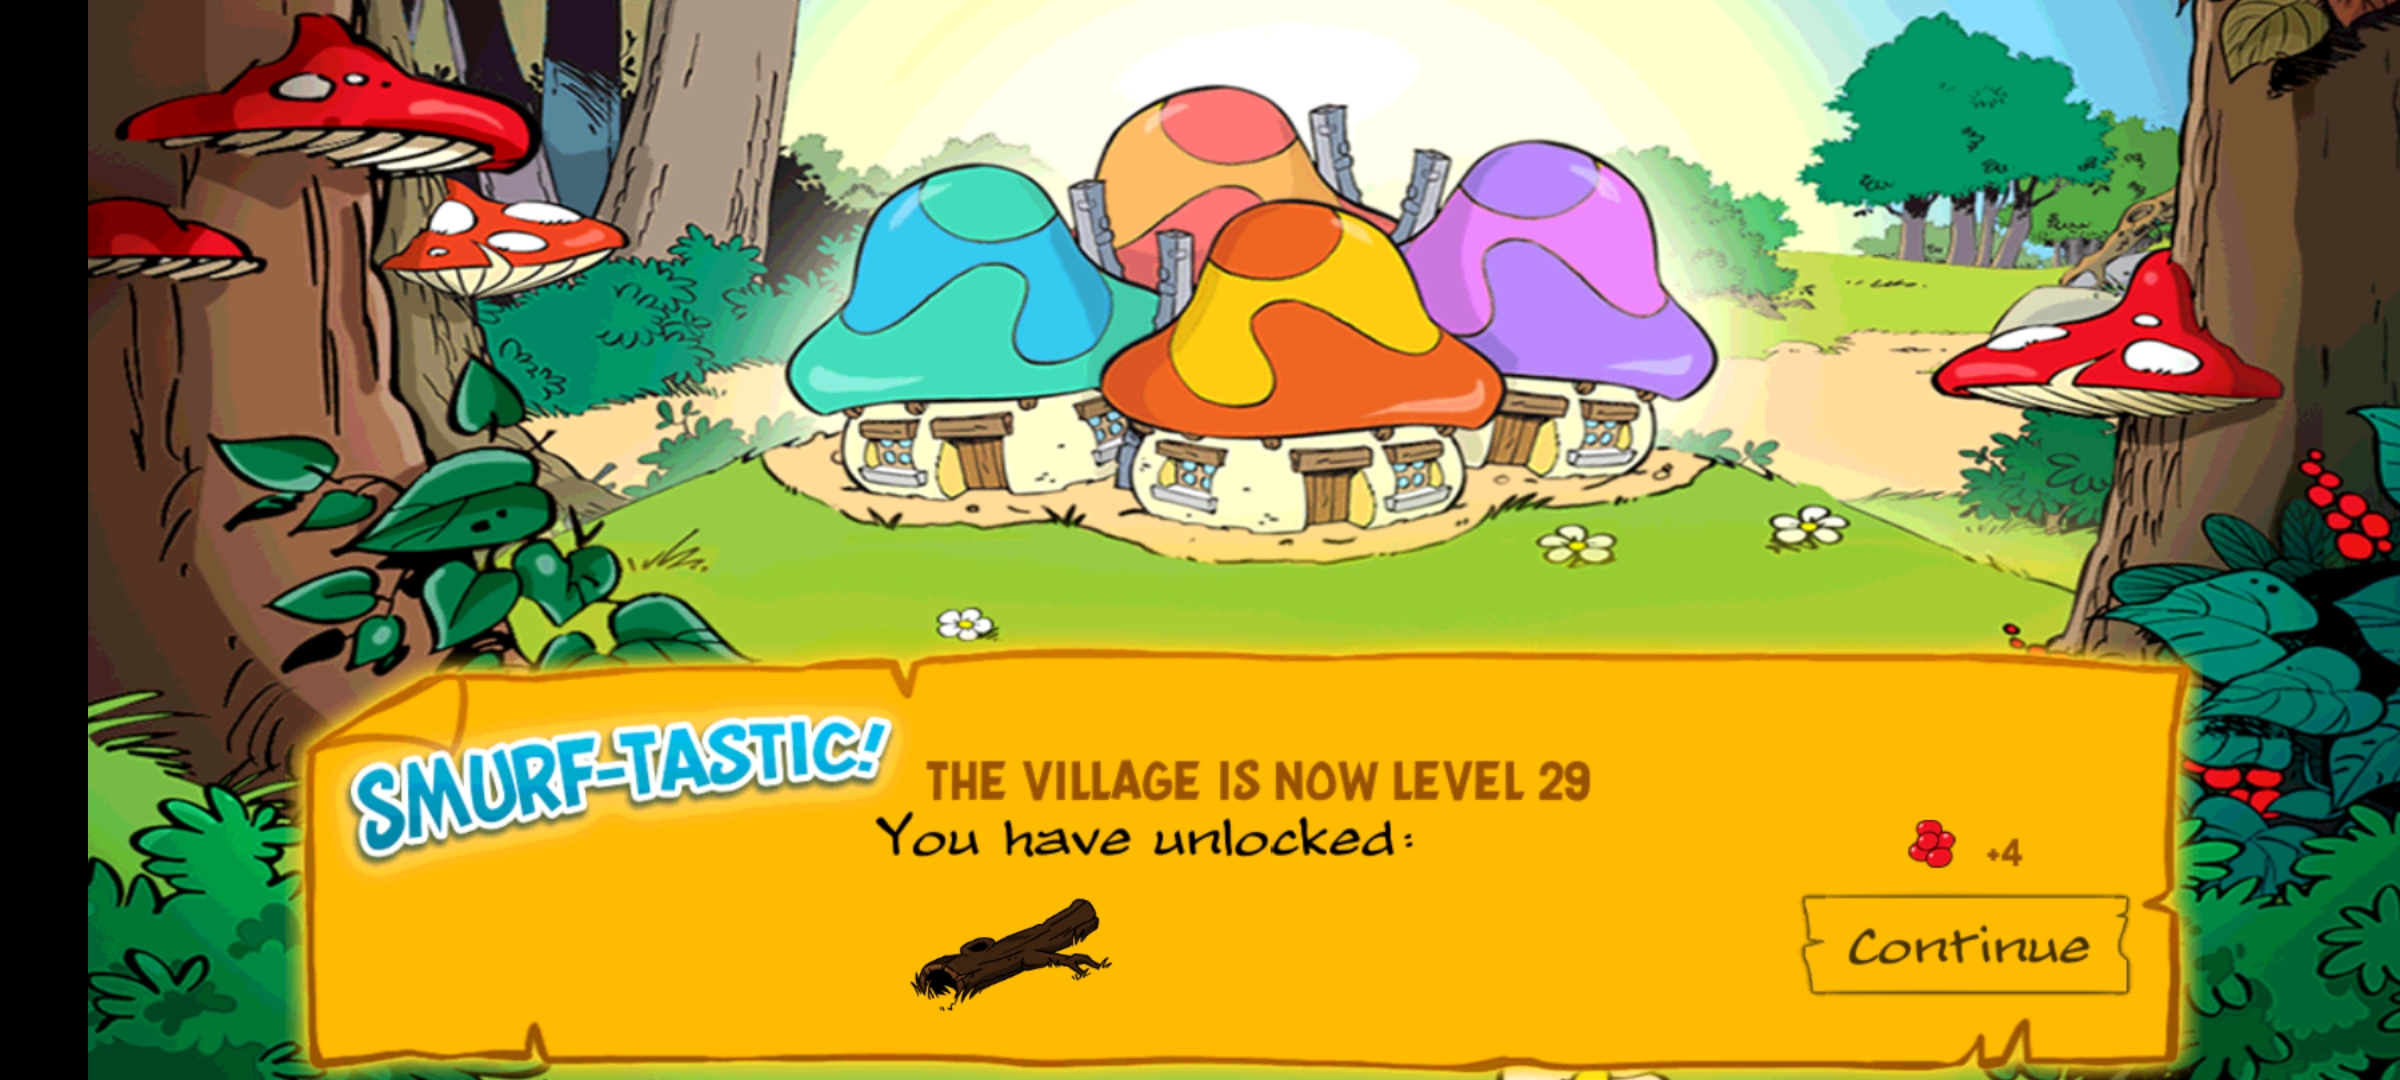 SMURF-TASTIC!
THE VILLAGE IS NOW LEVEL 29
You have unlocked:
+4
Continue